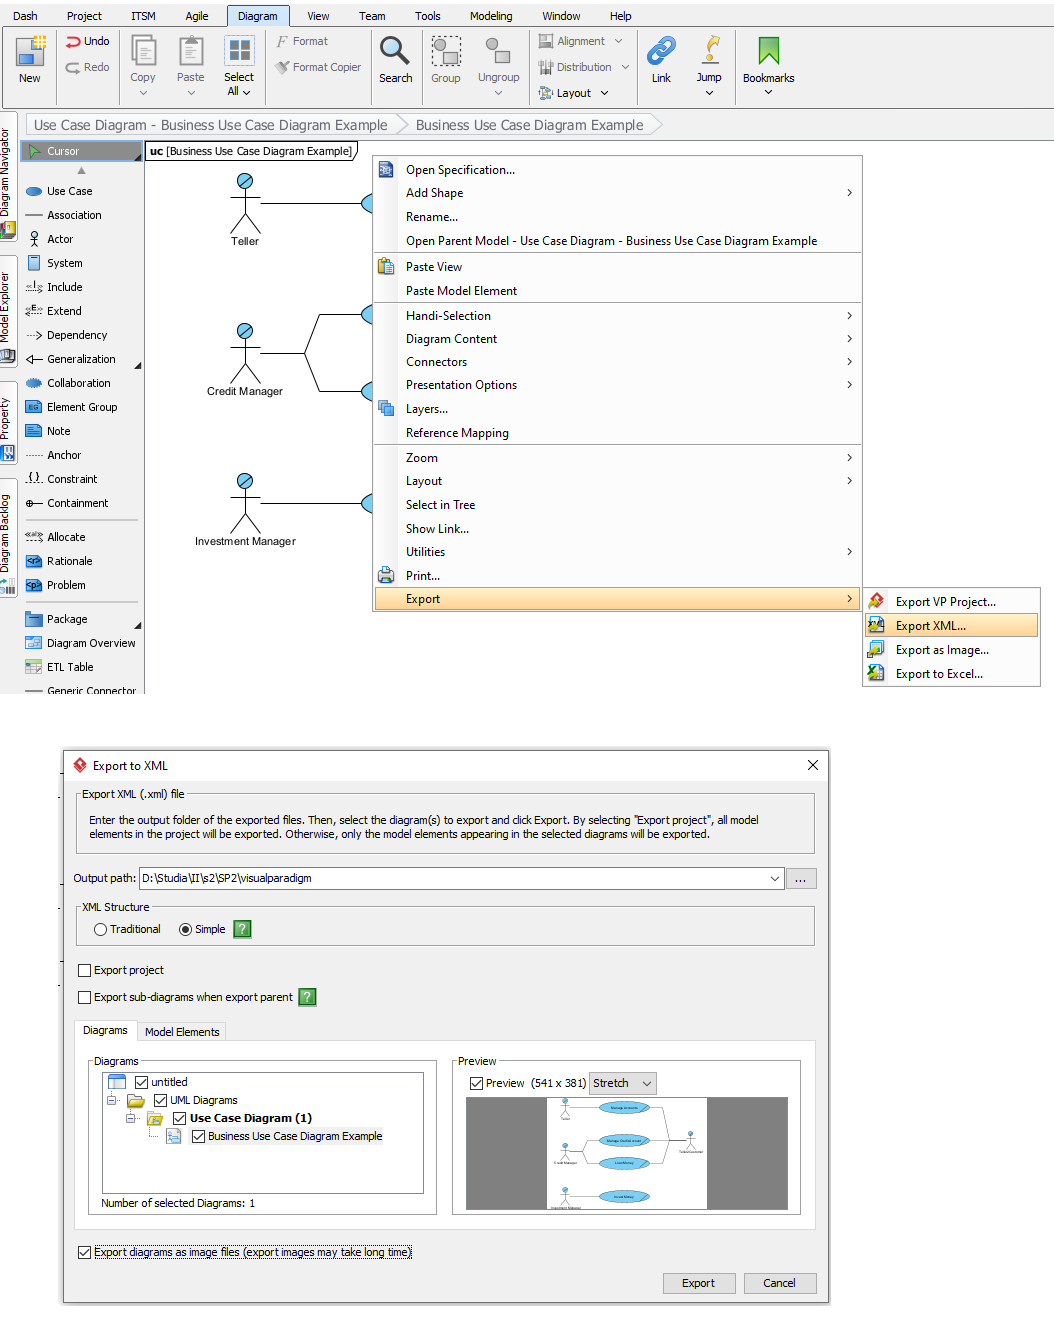 Dash Project ITSM Agile Diagram View Team Tools Modeling Window Help
New
Undo
Redo
Copy
Paste
Select All
Format
Format Copier
Search
Group
Ungroup
Alignment
Distribution
Layout
Link
Jump
Bookmarks
Use Case Diagram - Business Use Case Diagram Example
Business Use Case Diagram Example
Diagram Navigator
Model Explorer
Property
Diagram Backlog
Cursor
Use Case
Association
Actor
System
Include
Extend
Dependency
Generalization
Collaboration
Element Group
Note
Anchor
Constraint
Containment
Allocate
Rationale
Problem
Package
Diagram Overview
ETL Table
Generic Connector
uc [Business Use Case Diagram Example]
Teller
Credit Manager
Investment Manager
Open Specification...
Add Shape
Rename...
Open Parent Model - Use Case Diagram - Business Use Case Diagram Example
Paste View
Paste Model Element
Handi-Selection
Diagram Content
Connectors
Presentation Options
Layers...
Reference Mapping
Zoom
Layout
Select in Tree
Show Link...
Utilities
Print...
Export
Export VP Project...
Export XML...
Export as Image...
Export to Excel...
Export to XML
Export XML (.xml) file
Enter the output folder of the exported files. Then, select the diagram(s) to export and click Export. By selecting "Export project", all model
elements in the project will be exported. Otherwise, only the model elements appearing in the selected diagrams will be exported.
Output path: D:\Studia\II\s2\SP2\visualparadigm ...
XML Structure
Traditional Simple ?
Export project
Export sub-diagrams when export parent ?
Diagrams Model Elements
Diagrams
untitled
UML Diagrams
Use Case Diagram (1)
Business Use Case Diagram Example
Number of selected Diagrams: 1
Preview
Preview (541 x 381) Stretch
Teller
Credit Manager
Export diagrams as image files (export images may take long time)
Export Cancel